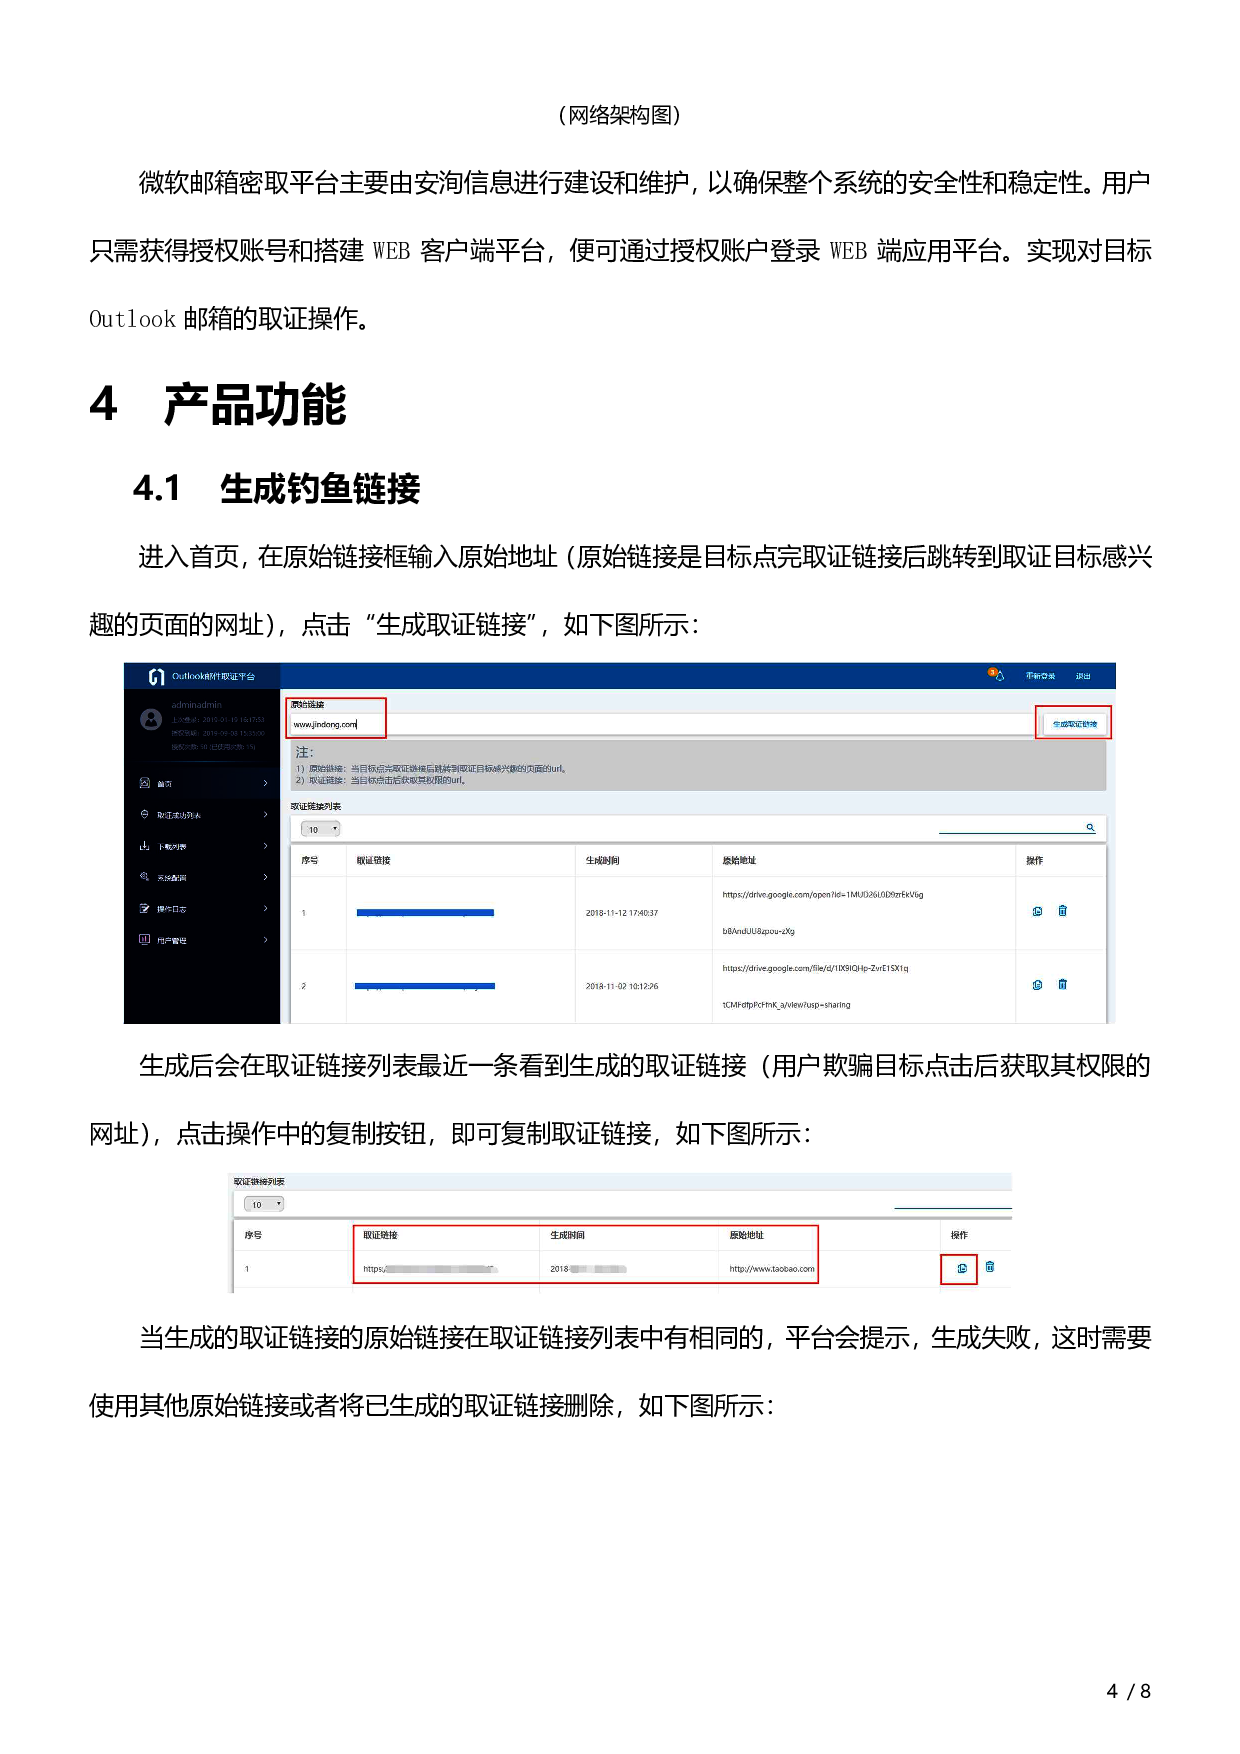 （网络架构图）
微软邮箱密取平台主要由安洵信息进行建设和维护，以确保整个系统的安全性和稳定性。用户
只需获得授权账号和搭建 WEB 客户端平台，便可通过授权账户登录 WEB 端应用平台。实现对目标
Outlook 邮箱的取证操作。
4 产品功能
4.1 生成钓鱼链接
进入首页，在原始链接框输入原始地址（原始链接是目标点完取证链接后跳转到取证目标感兴
趣的页面的网址），点击“生成取证链接”，如下图所示：
Outlook邮件取证平台
3
重新登录 退出
adminadmin
上次登录：2019-01-19 16:17:53
原始链接
www.jindong.com
生成取证链接
注：
1）原始链接：当目标点完取证链接后跳转到取证目标感兴趣的页面的url。
2）取证链接：当目标点击后获取其权限的url。
首页
取证成功列表
下载列表
系统配置
操作日志
用户管理
取证链接列表
10
序号 取证链接 生成时间 原始地址 操作
1 2018-11-12 17:40:37 https://drive.google.com/open?id=1MUD26L0D9zrEkV6g
b8AndUU8zpou-zXg
2 2018-11-02 10:12:26 https://drive.google.com/file/d/1IX9IQHp-ZvrE1SX1q
tCMFdfpPcFfnK_a/view?usp=sharing
生成后会在取证链接列表最近一条看到生成的取证链接（用户欺骗目标点击后获取其权限的
网址），点击操作中的复制按钮，即可复制取证链接，如下图所示：
取证链接列表
10
序号 取证链接 生成时间 原始地址 操作
1 https:/ 2018- http://www.taobao.com
当生成的取证链接的原始链接在取证链接列表中有相同的，平台会提示，生成失败，这时需要
使用其他原始链接或者将已生成的取证链接删除，如下图所示：
4 / 8